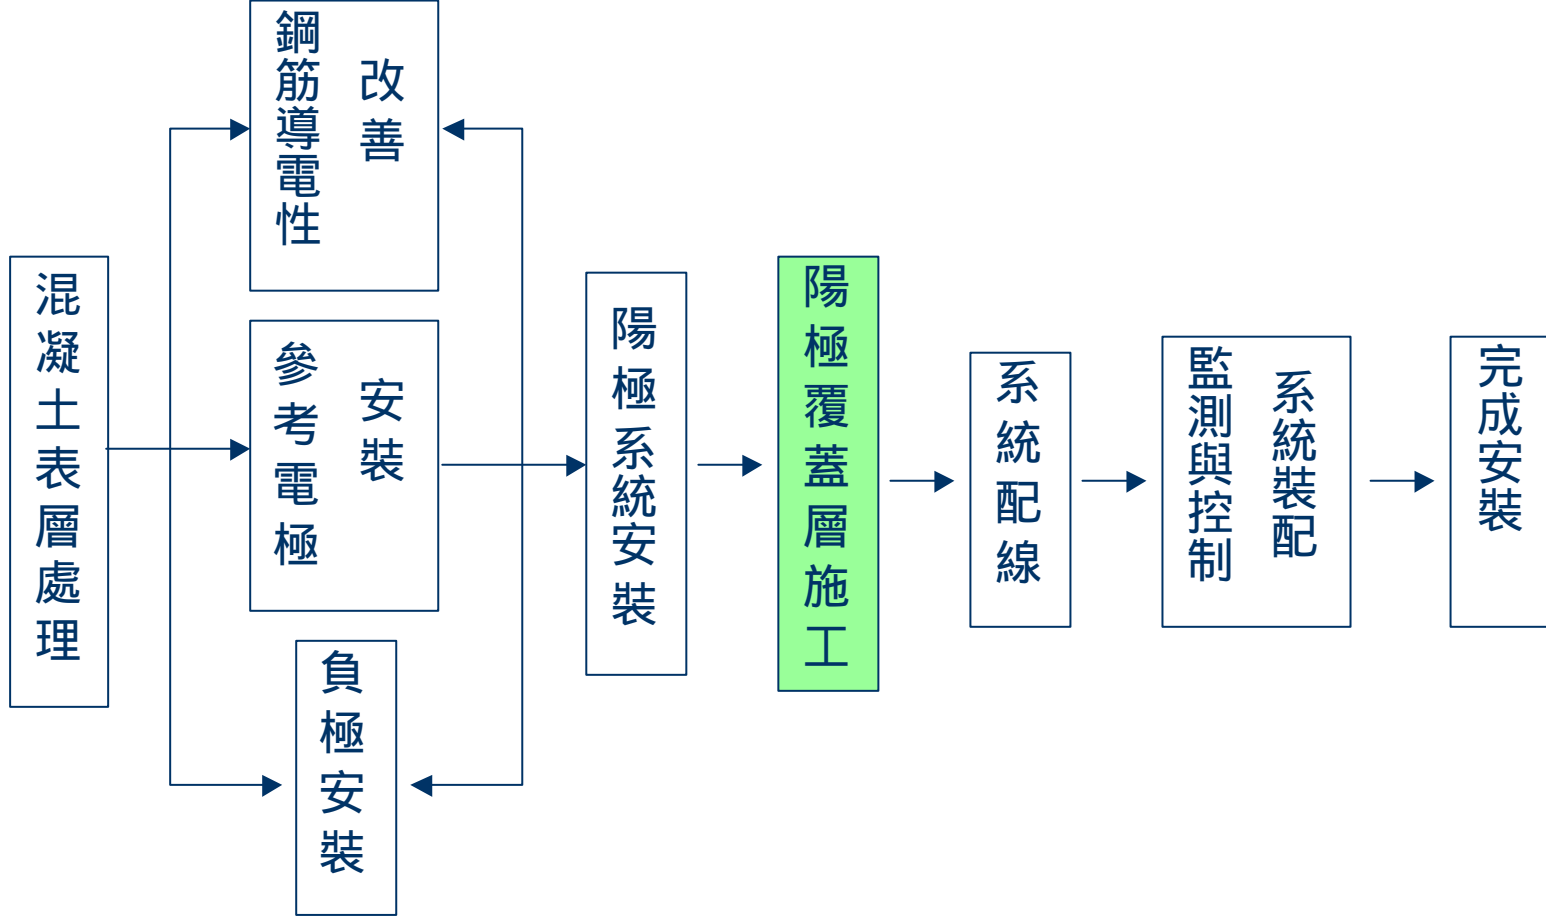 混凝土表層處理
鋼筋導電性
改善
參考電極
安裝
負極安裝
陽極系統安裝
陽極覆蓋層施工
系統配線
監測與控制
系統裝配
完成安裝